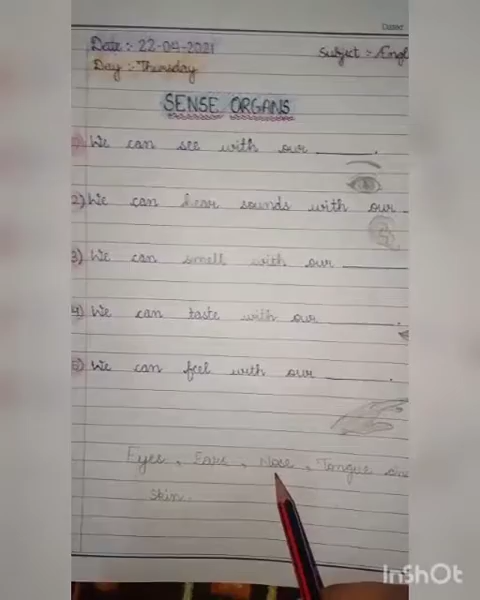 Dated
Date :- 22-04-2021 Subject :- Engl
Day :- Thursday
SENSE ORGANS
1) We can see with our ______.
2) We can hear sounds with our
3) We can smell with our ______
4) We can taste with our ______.
5) We can feel with our ______.
Eyes, Ears, Nose, Tongue and
Skin.
InShOt